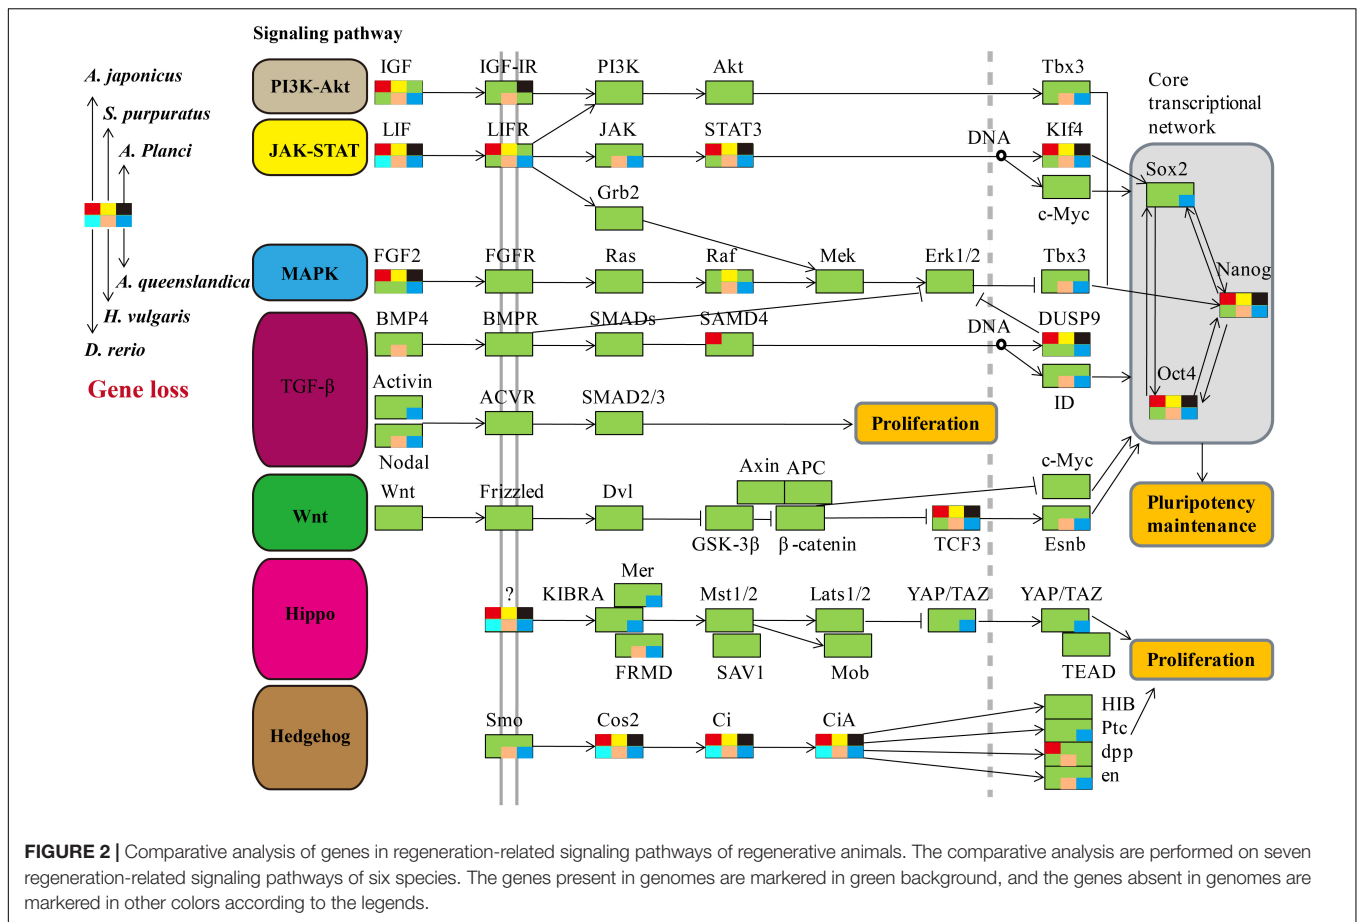 Signaling pathway
A. japonicus
S. purpuratus
A. Planci
A. queenslandica
H. vulgaris
D. rerio
Gene loss
PI3K-Akt
IGF
IGF-IR
PI3K
Akt
Tbx3
JAK-STAT
LIF
LIFR
JAK
STAT3
DNA
KIf4
c-Myc
Grb2
MAPK
FGF2
FGFR
Ras
Raf
Mek
Erk1/2
Tbx3
TGF-β
BMP4
BMPR
SMADs
SAMD4
DNA
DUSP9
ID
Activin
Nodal
ACVR
SMAD2/3
Proliferation
Core
transcriptional
network
Sox2
Nanog
Oct4
Wnt
Wnt
Frizzled
Dvl
GSK-3β
Axin
APC
β-catenin
TCF3
c-Myc
Esnb
Pluripotency
maintenance
Hippo
?
KIBRA
Mer
FRMD
Mst1/2
SAV1
Lats1/2
Mob
YAP/TAZ
YAP/TAZ
TEAD
Proliferation
Hedgehog
Smo
Cos2
Ci
CiA
HIB
Ptc
dpp
en
FIGURE 2 | Comparative analysis of genes in regeneration-related signaling pathways of regenerative animals. The comparative analysis are performed on seven
regeneration-related signaling pathways of six species. The genes present in genomes are markered in green background, and the genes absent in genomes are
markered in other colors according to the legends.